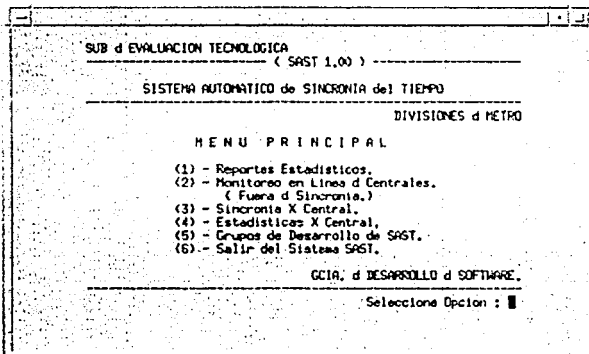 SUB d EVALUACION TECNOLOGICA
------------------------ ( SAST 1.00 ) ------------------------
SISTEMA AUTOMATICO de SINCRONIA del TIEMPO
DIVISIONES d METRO
M E N U   P R I N C I P A L
(1) - Reportes Estadisticos.
(2) - Monitoreo en Linea d Centrales.
( Fuera d Sincronia.)
(3) - Sincronia X Central.
(4) - Estadisticas X Central.
(5) - Grupos de Desarrollo de SAST.
(6) - Salir del Sistema SAST.
GCIA. d DESARROLLO d SOFTWARE.
Seleccione Opcion :